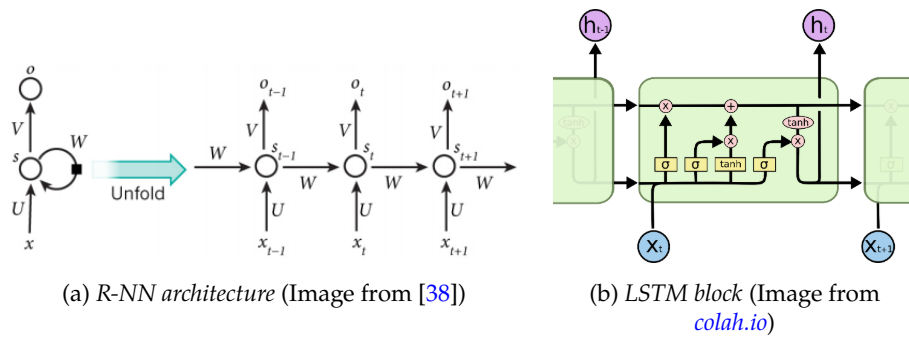 o
V
W
s
U
x
Unfold
o_{t-1} o_t o_{t+1}
V V V
W s_{t-1} W s_t W s_{t+1} W
U U U
x_{t-1} x_t x_{t+1}
(a) R-NN architecture (Image from [38])
h_{t-1} h_t
x + tanh
tanh x x x
σ σ tanh σ
X_t X_{t+1}
(b) LSTM block (Image from
colah.io)